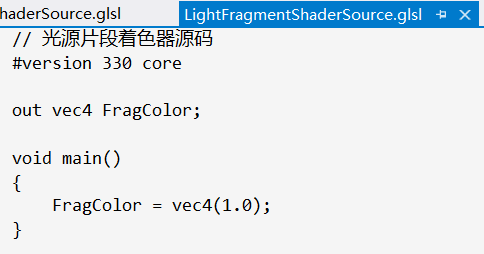 haderSource.glsl LightFragmentShaderSource.glsl
// 光源片段着色器源码
#version 330 core
out vec4 FragColor;
void main()
{
FragColor = vec4(1.0);
}